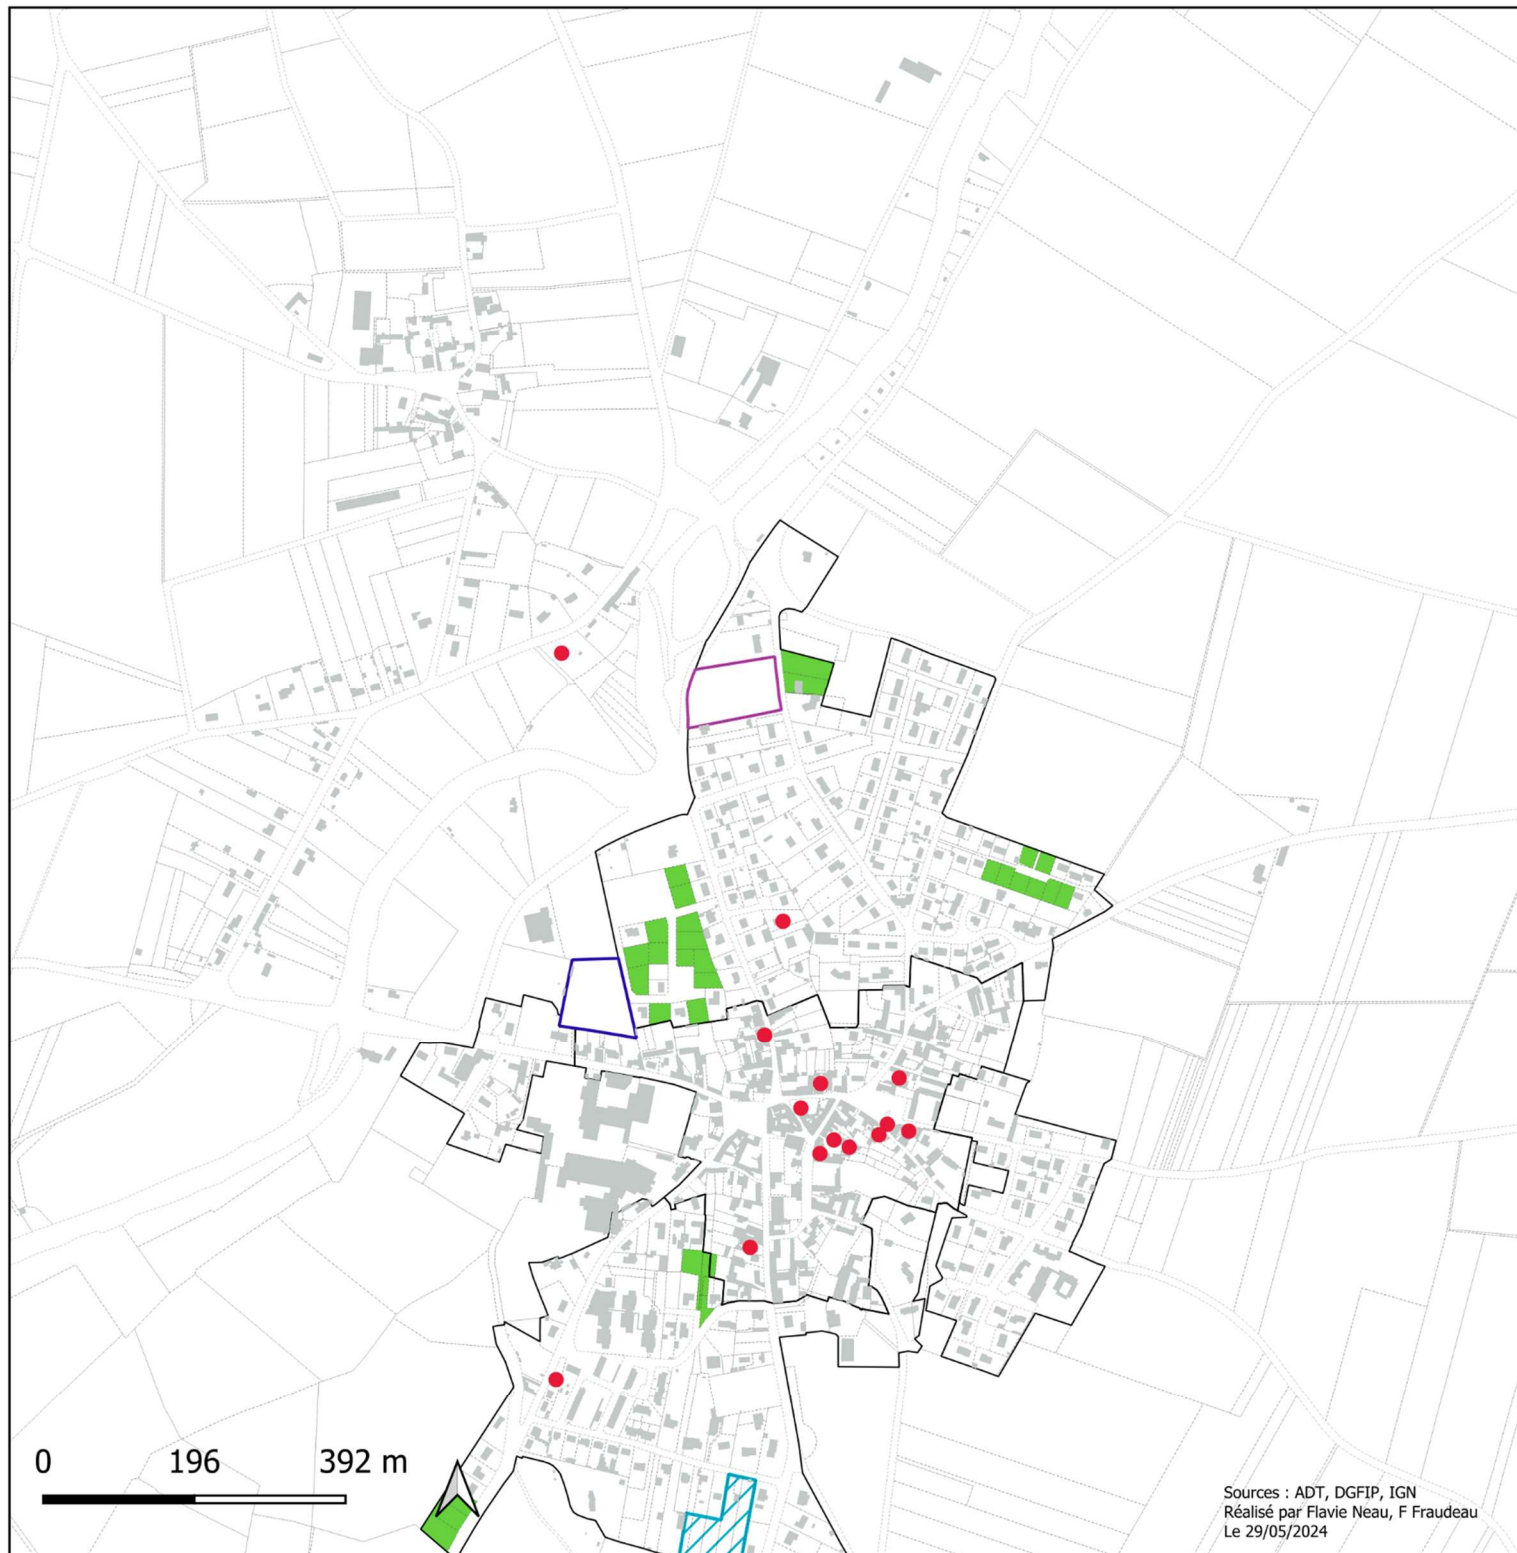 0 196 392 m
Sources : ADT, DGFIP, IGN
Réalisé par Flavie Neau, F Fraudeau
Le 29/05/2024